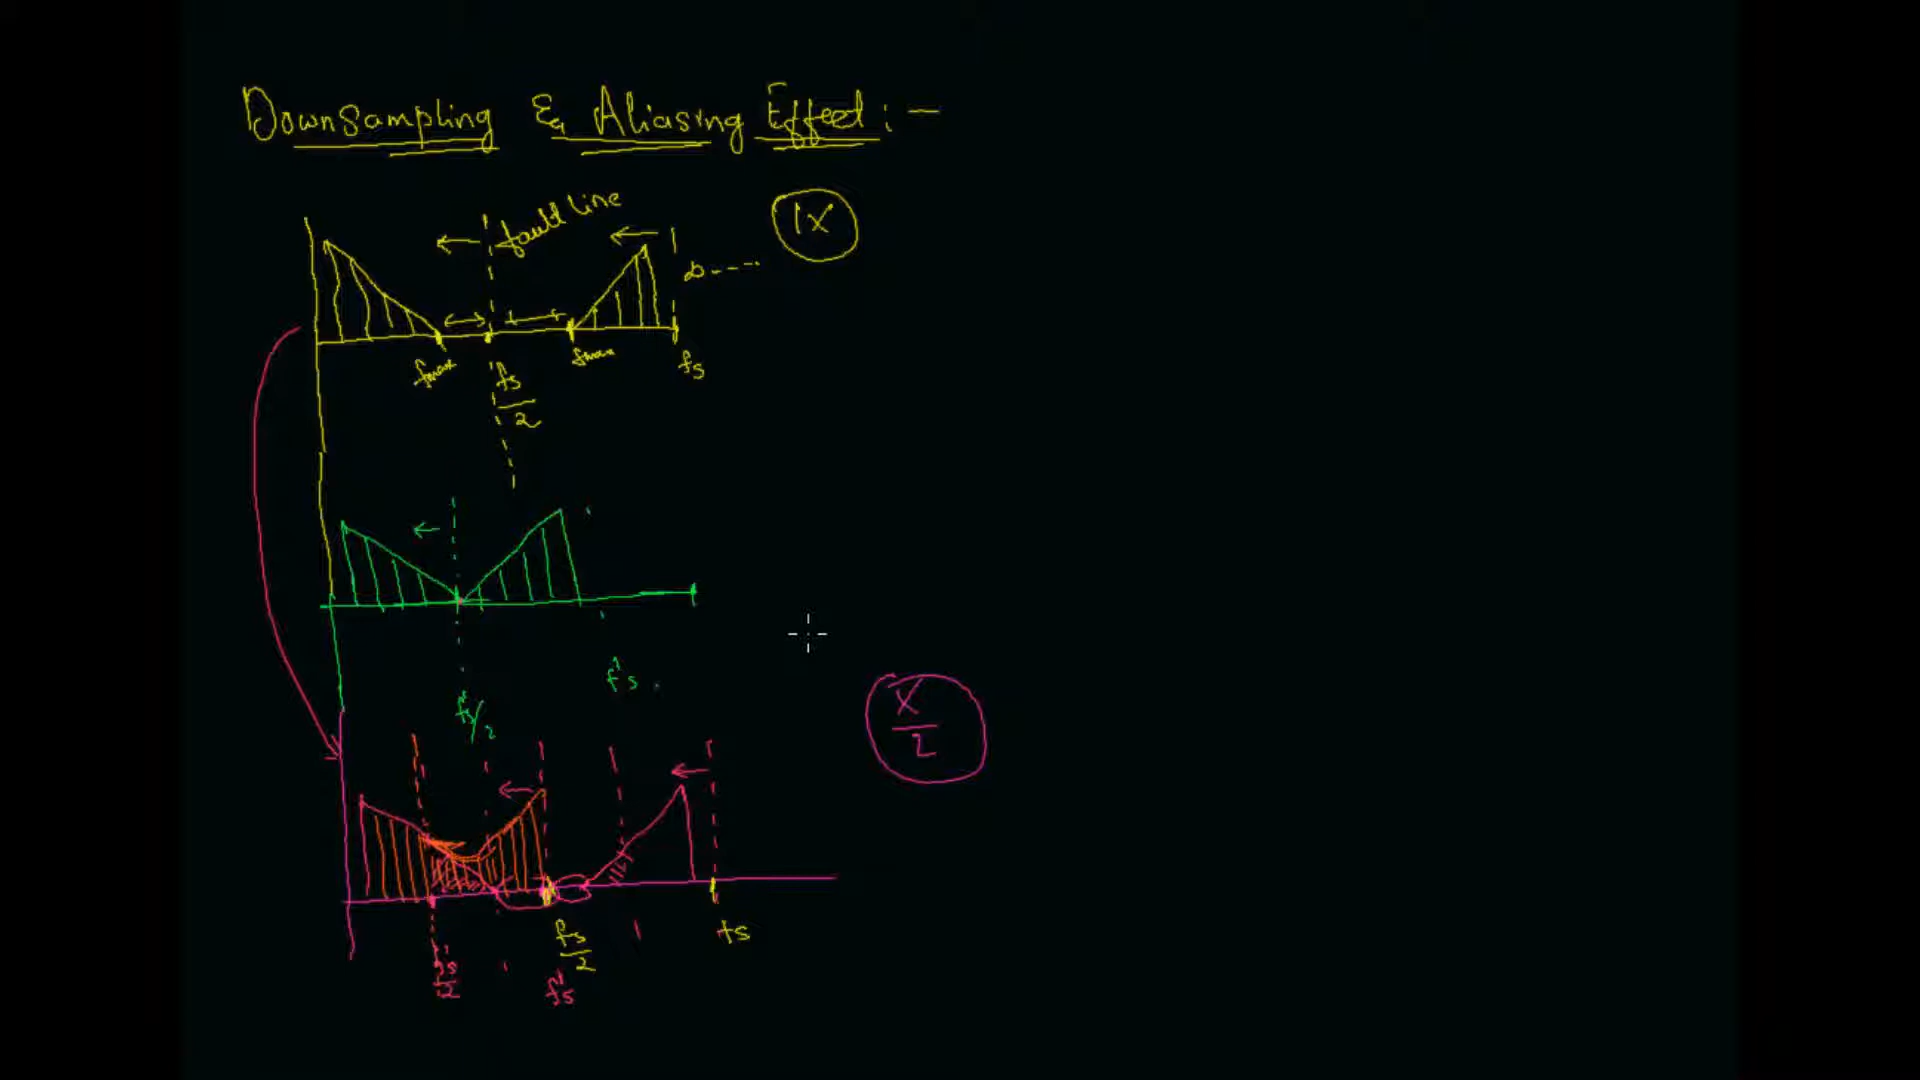 Downsampling & Aliasing Effect :-
fault line
1X
fmax
fs/2
fmax
fs
f's/2
f's
X/2
f's/2
fs/2
f's
fs